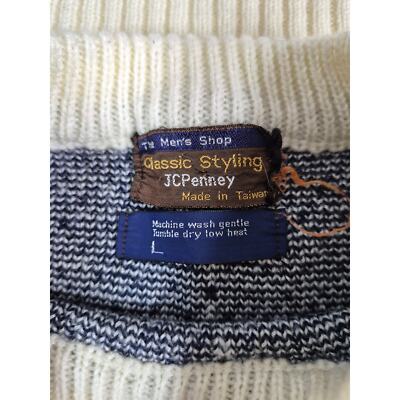 The Men's Shop
Classic Styling
JCPenney
Made in Taiwan
Machine wash gentle
Tumble dry low heat
L